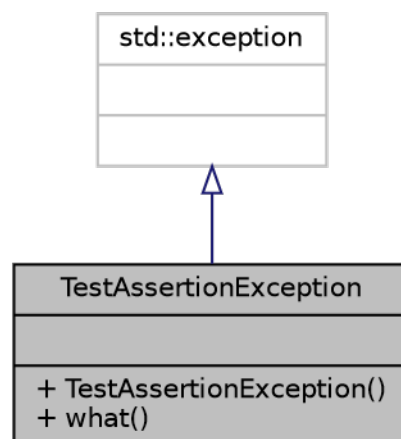 std::exception
TestAssertionException
+ TestAssertionException()
+ what()